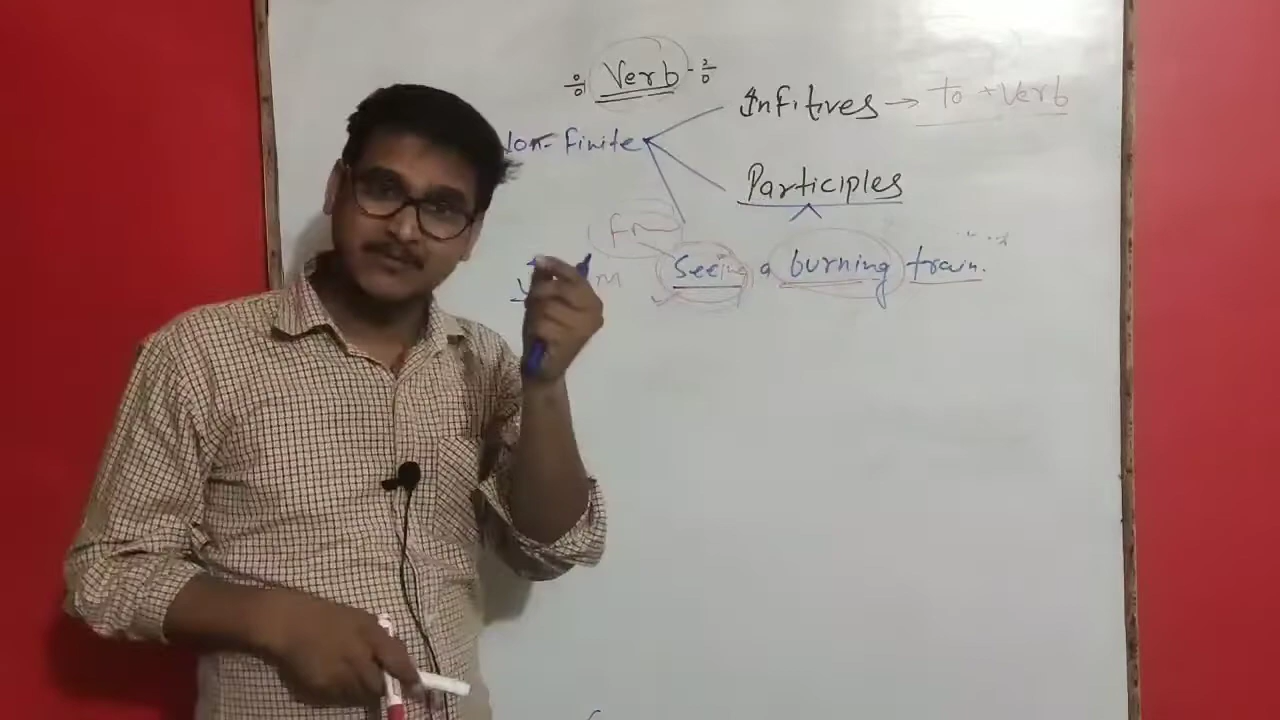 Verb
Infitives → to + Verb
Non-finite
Participles
seeing a burning train.